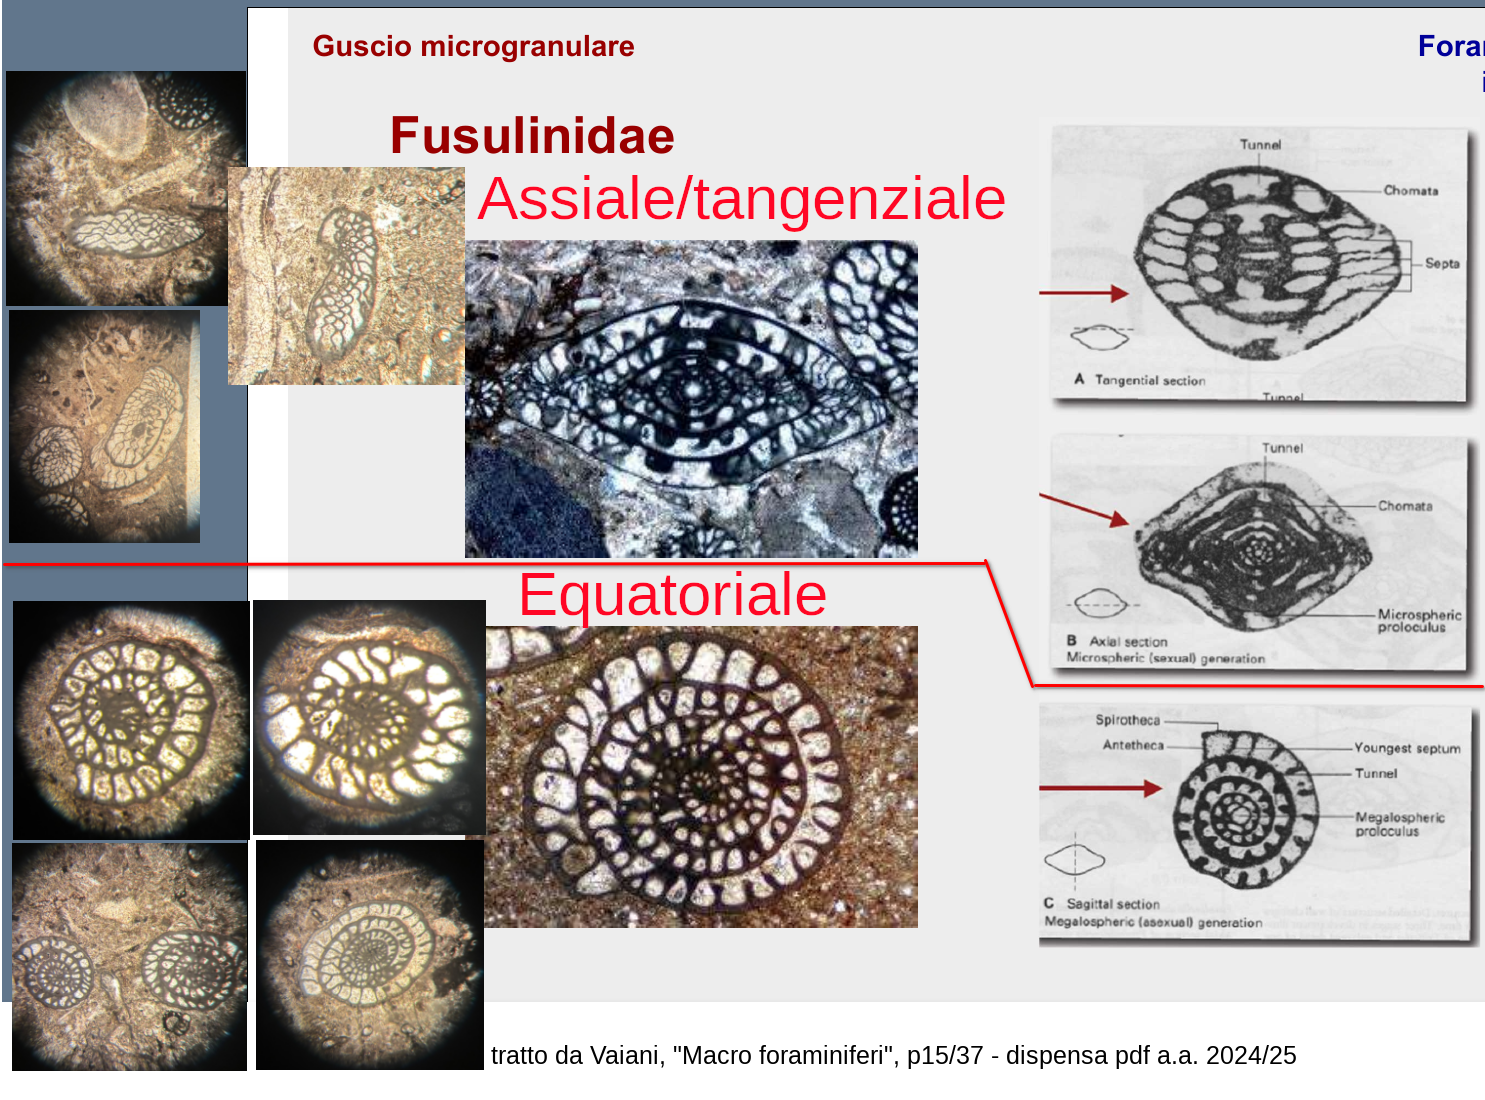 Guscio microgranulare
Forar
i
Fusulinidae
Assiale/tangenziale
Tunnel
Chomata
Septa
A Tangential section
Tunnel
Tunnel
Chomata
Microspheric
proloculus
B Axial section
Microspheric (sexual) generation
Equatoriale
Spirotheca
Antetheca
Youngest septum
Tunnel
Megalospheric
proloculus
C Sagittal section
Megalospheric (asexual) generation
tratto da Vaiani, "Macro foraminiferi", p15/37 - dispensa pdf a.a. 2024/25